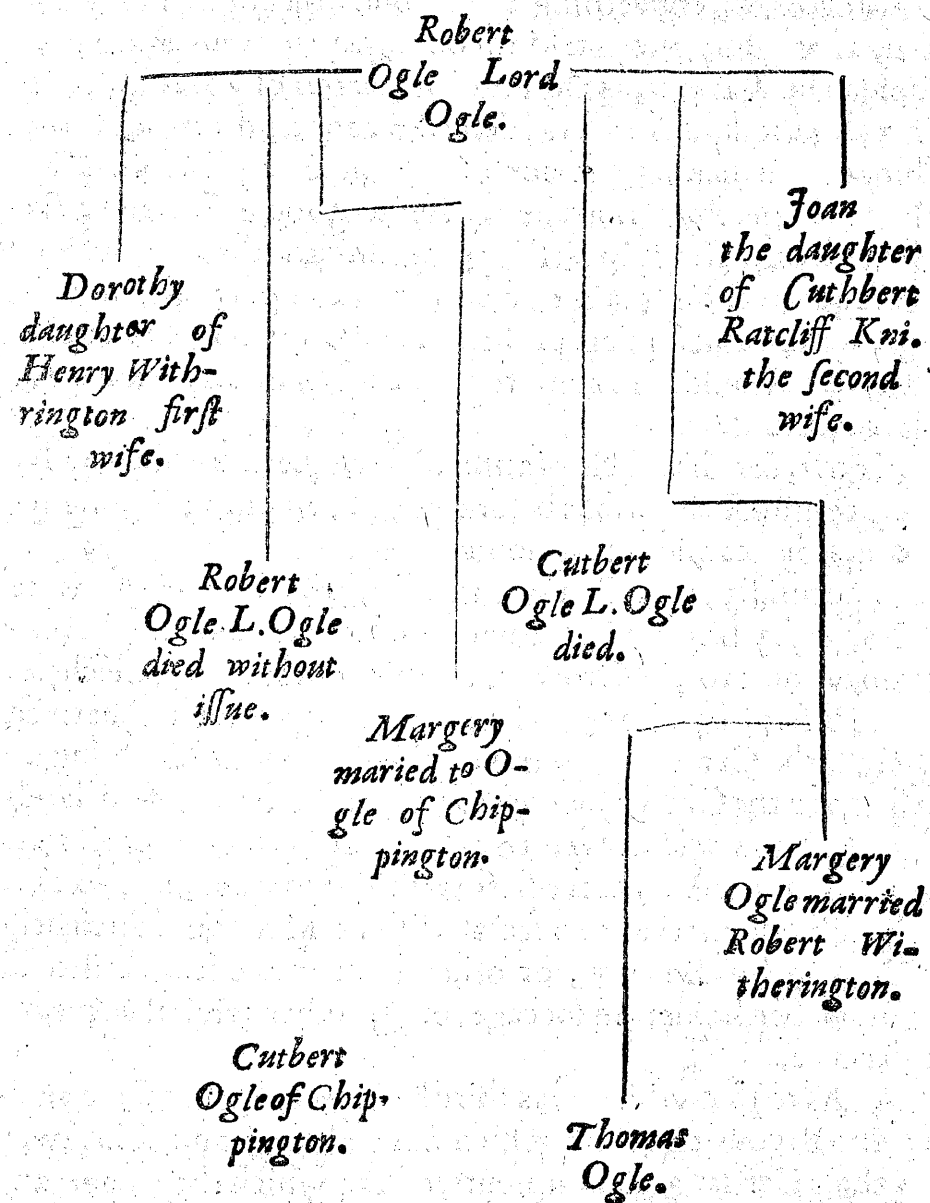 Robert
Ogle Lord
Ogle.
Joan
the daughter
of Cuthbert
Ratcliff Kni.
the ſecond
wife.
Dorothy
daughter of
Henry With-
rington firſt
wife.
Robert
Ogle L.Ogle
died without
iſſue.
Cutbert
Ogle L.Ogle
died.
Margery
maried to O-
gle of Chip-
pington.
Margery
Ogle married
Robert Wi-
therington.
Cutbert
Ogle of Chip-
pington.
Thomas
Ogle.